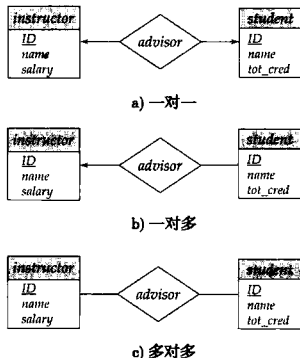 instructor
ID
name
salary
advisor
student
ID
name
tot_cred
a) 一对一
instructor
ID
name
salary
advisor
student
ID
name
tot_cred
b) 一对多
instructor
ID
name
salary
advisor
student
ID
name
tot_cred
c) 多对多